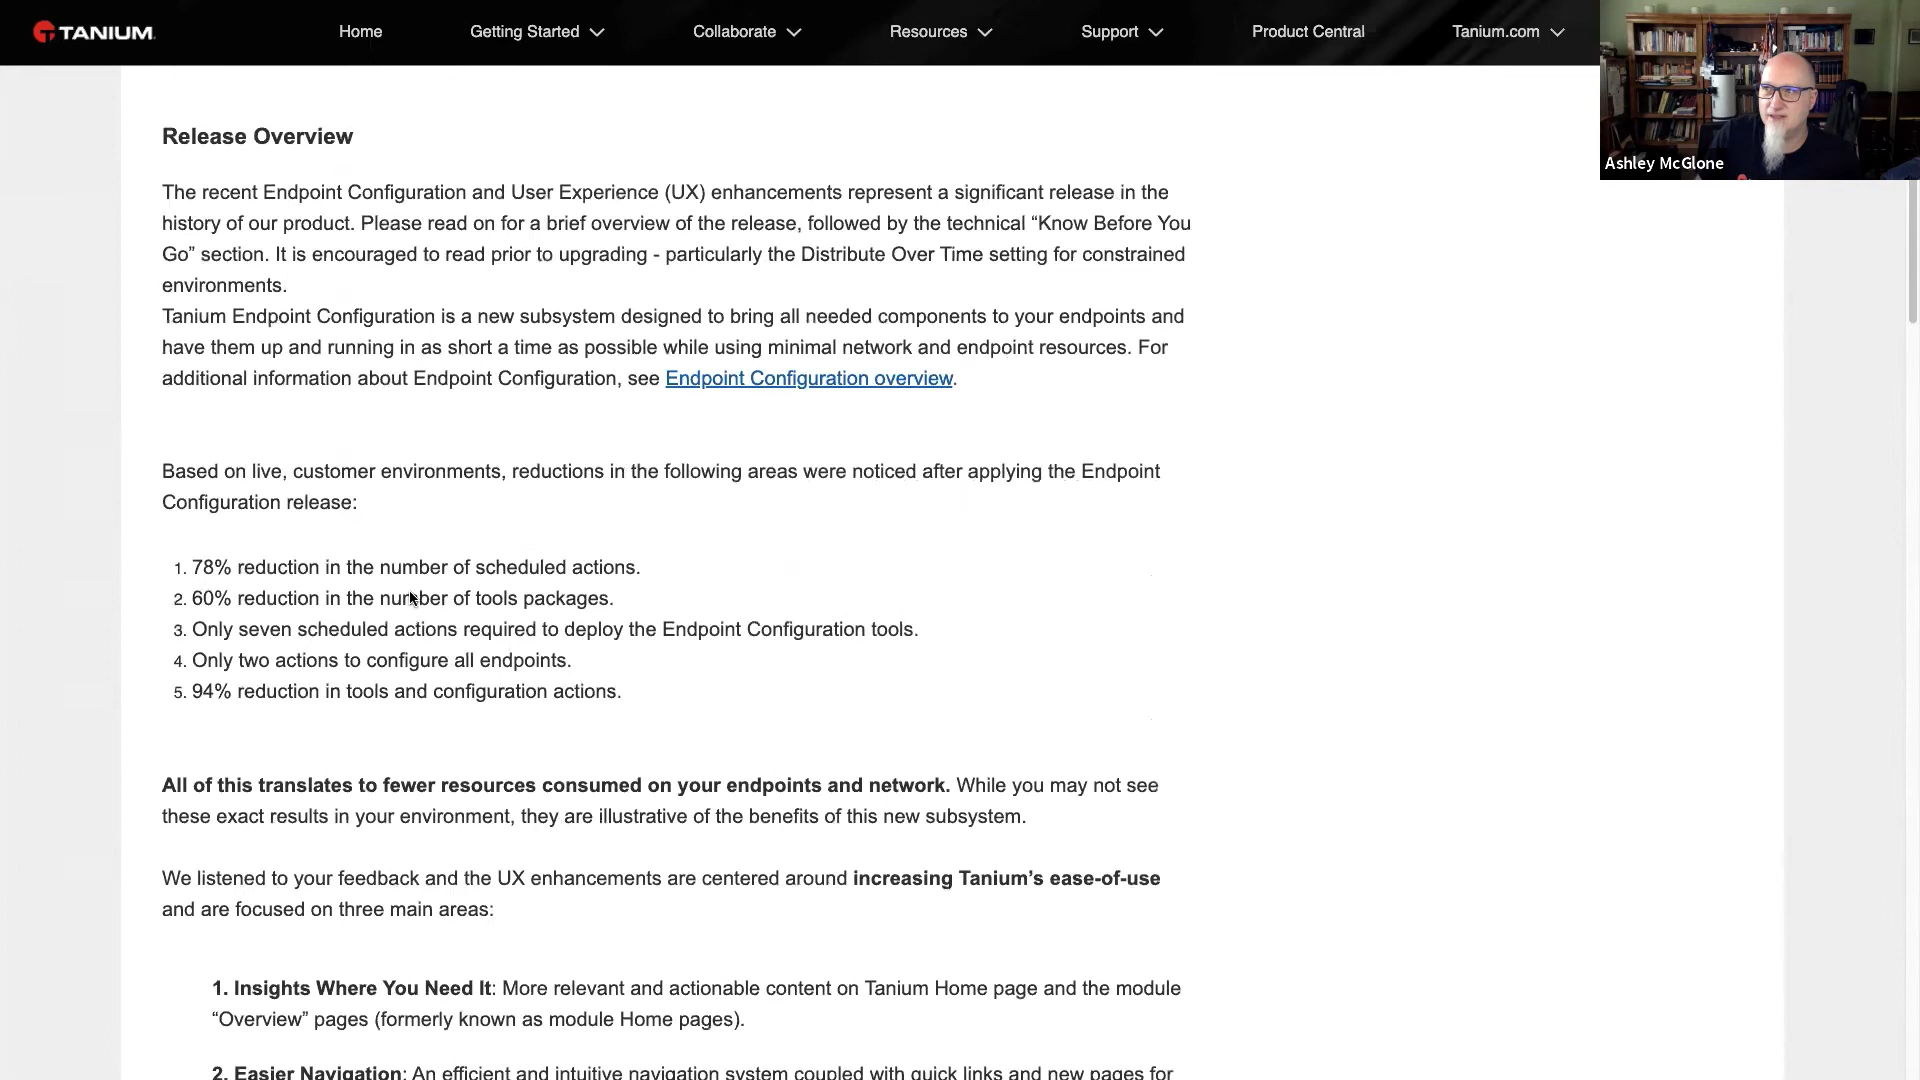 TANIUM
Home
Getting Started
Collaborate
Resources
Support
Product Central
Tanium.com
Ashley McGlone
Release Overview
The recent Endpoint Configuration and User Experience (UX) enhancements represent a significant release in the
history of our product. Please read on for a brief overview of the release, followed by the technical “Know Before You
Go” section. It is encouraged to read prior to upgrading - particularly the Distribute Over Time setting for constrained
environments.
Tanium Endpoint Configuration is a new subsystem designed to bring all needed components to your endpoints and
have them up and running in as short a time as possible while using minimal network and endpoint resources. For
additional information about Endpoint Configuration, see Endpoint Configuration overview.
Based on live, customer environments, reductions in the following areas were noticed after applying the Endpoint
Configuration release:
1. 78% reduction in the number of scheduled actions.
2. 60% reduction in the number of tools packages.
3. Only seven scheduled actions required to deploy the Endpoint Configuration tools.
4. Only two actions to configure all endpoints.
5. 94% reduction in tools and configuration actions.
All of this translates to fewer resources consumed on your endpoints and network. While you may not see
these exact results in your environment, they are illustrative of the benefits of this new subsystem.
We listened to your feedback and the UX enhancements are centered around increasing Tanium’s ease-of-use
and are focused on three main areas:
1. Insights Where You Need It: More relevant and actionable content on Tanium Home page and the module
“Overview” pages (formerly known as module Home pages).
2. Easier Navigation: An efficient and intuitive navigation system coupled with quick links and new pages for